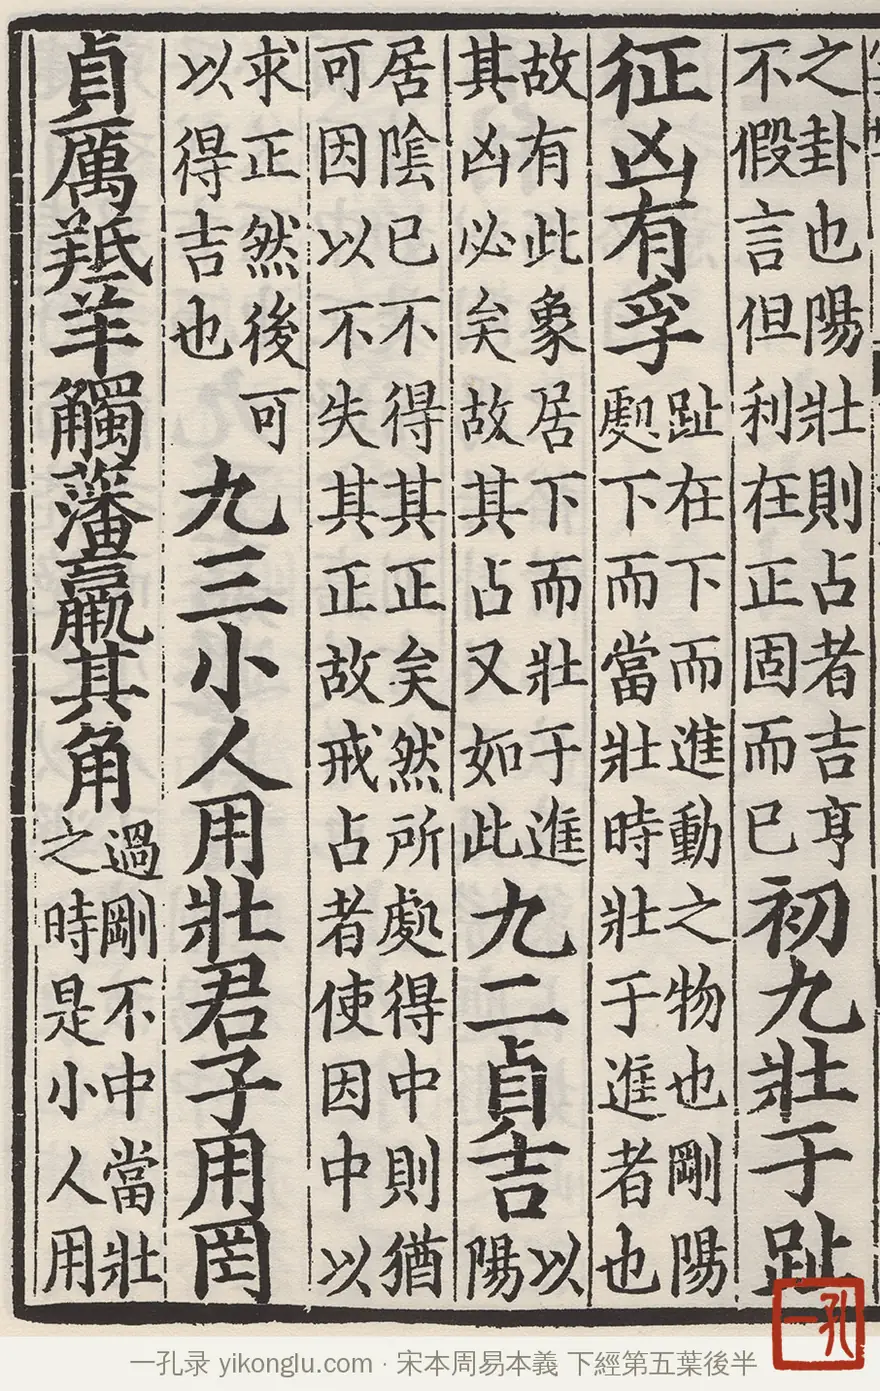 之卦也陽壯則占者吉亨不假言但利在正固而已初九壯于趾
征凶有孚趾在下而進動之物也剛陽處下而當壯時壯于進者也
故有此象居下而壯于進其凶必矣故其占又如此九二貞吉以陽
居陰已不得其正矣然所處得中則猶可因以不失其正故戒占者使因中以
求正然後可以得吉也九三小人用壯君子用罔
貞厲羝羊觸藩羸其角過剛不中當壯之時是小人用
一孔
一孔录 yikonglu.com · 宋本周易本義 下經第五葉後半